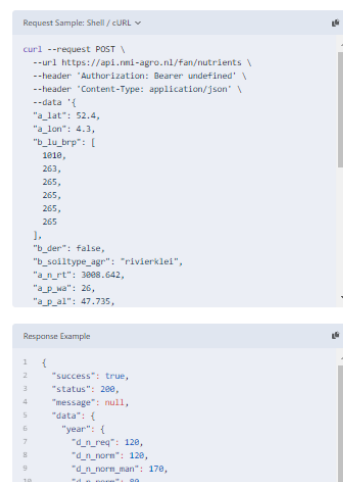 Request Sample: Shell / cURL
curl --request POST \
--url https://api.nmi-agro.nl/fan/nutrients \
--header 'Authorization: Bearer undefined' \
--header 'Content-Type: application/json' \
--data '{
"a_lat": 52.4,
"a_lon": 4.3,
"b_lu_brp": [
1010,
263,
265,
265,
265,
265
],
"b_der": false,
"b_soiltype_agr": "rivierklei",
"a_n_rt": 3008.642,
"a_p_wa": 26,
"a_p_al": 47.735,
Response Example
1 {
2 "success": true,
3 "status": 200,
4 "message": null,
5 "data": {
6 "year": {
7 "d_n_req": 120,
8 "d_n_norm": 120,
9 "d_n_norm_man": 170,
10 "d_p_norm": 80